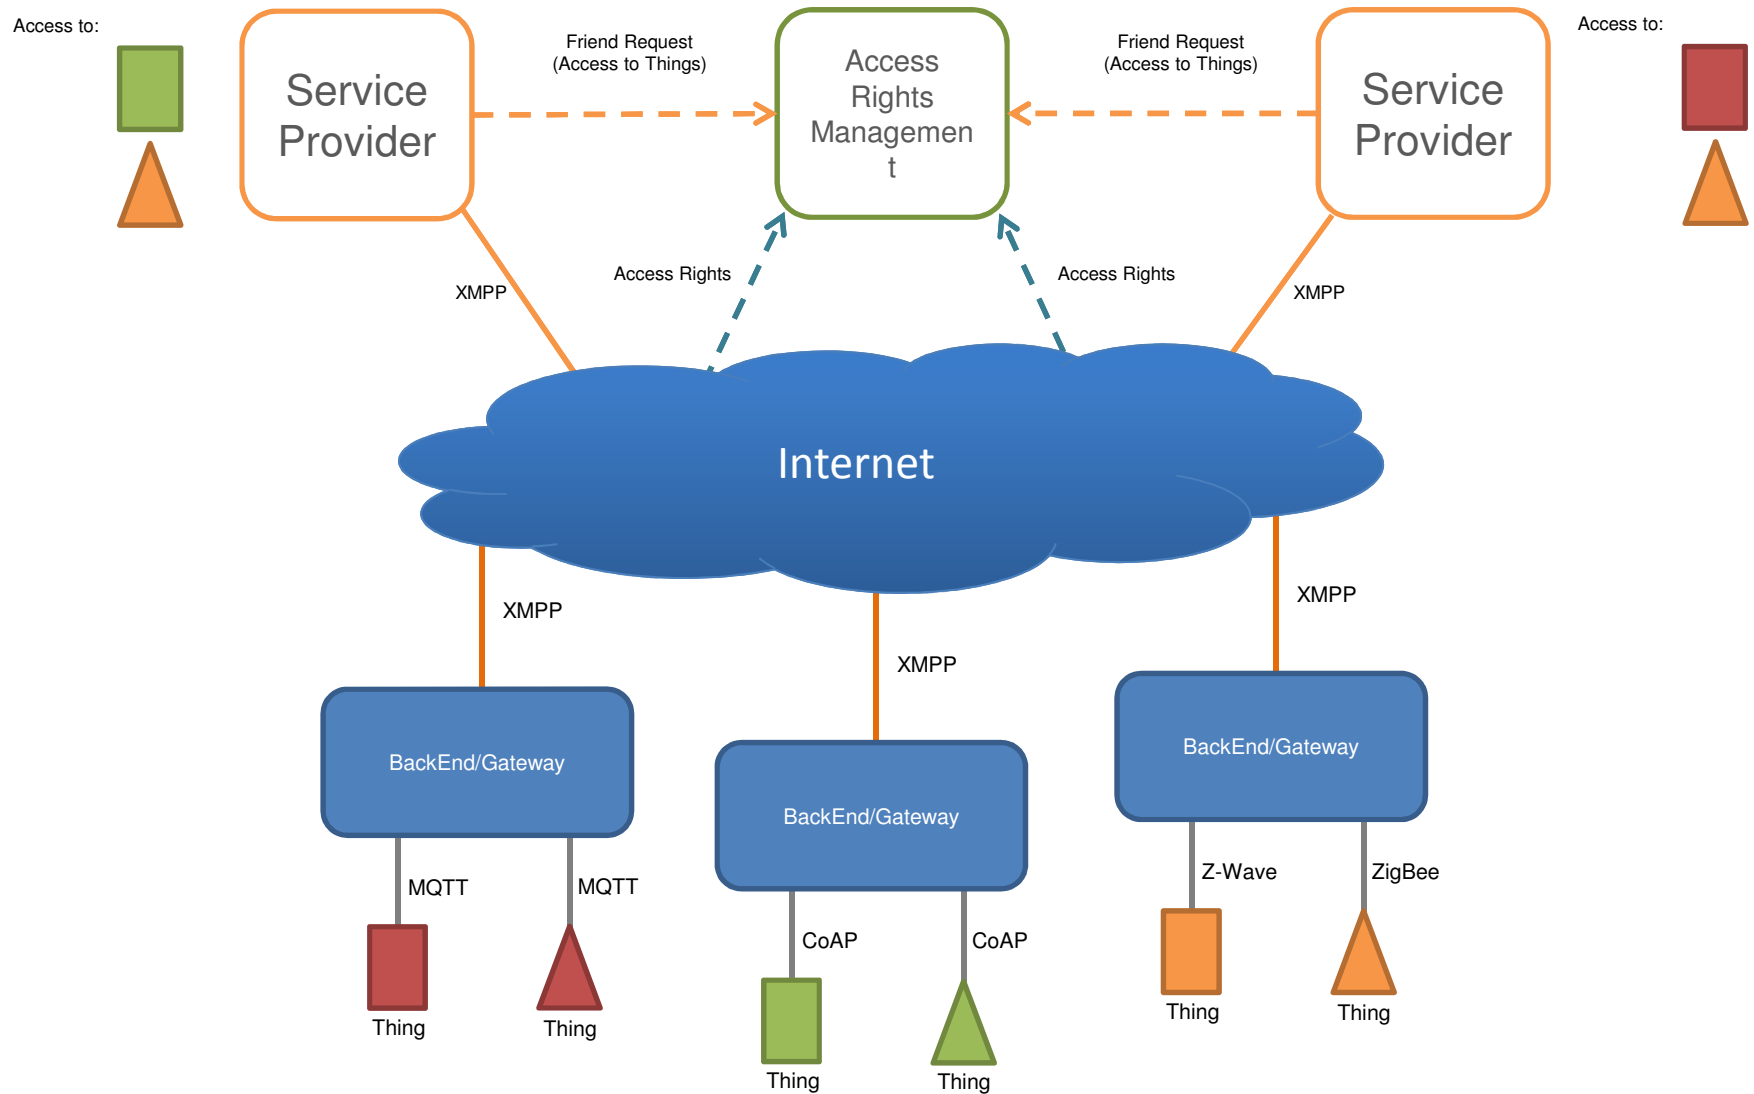 Access to:
Service
Provider
Friend Request
(Access to Things)
Access
Rights
Managemen
t
Friend Request
(Access to Things)
Service
Provider
Access to:
XMPP
Access Rights
Access Rights
XMPP
Internet
XMPP
XMPP
XMPP
BackEnd/Gateway
BackEnd/Gateway
BackEnd/Gateway
MQTT
MQTT
CoAP
CoAP
Z-Wave
ZigBee
Thing
Thing
Thing
Thing
Thing
Thing